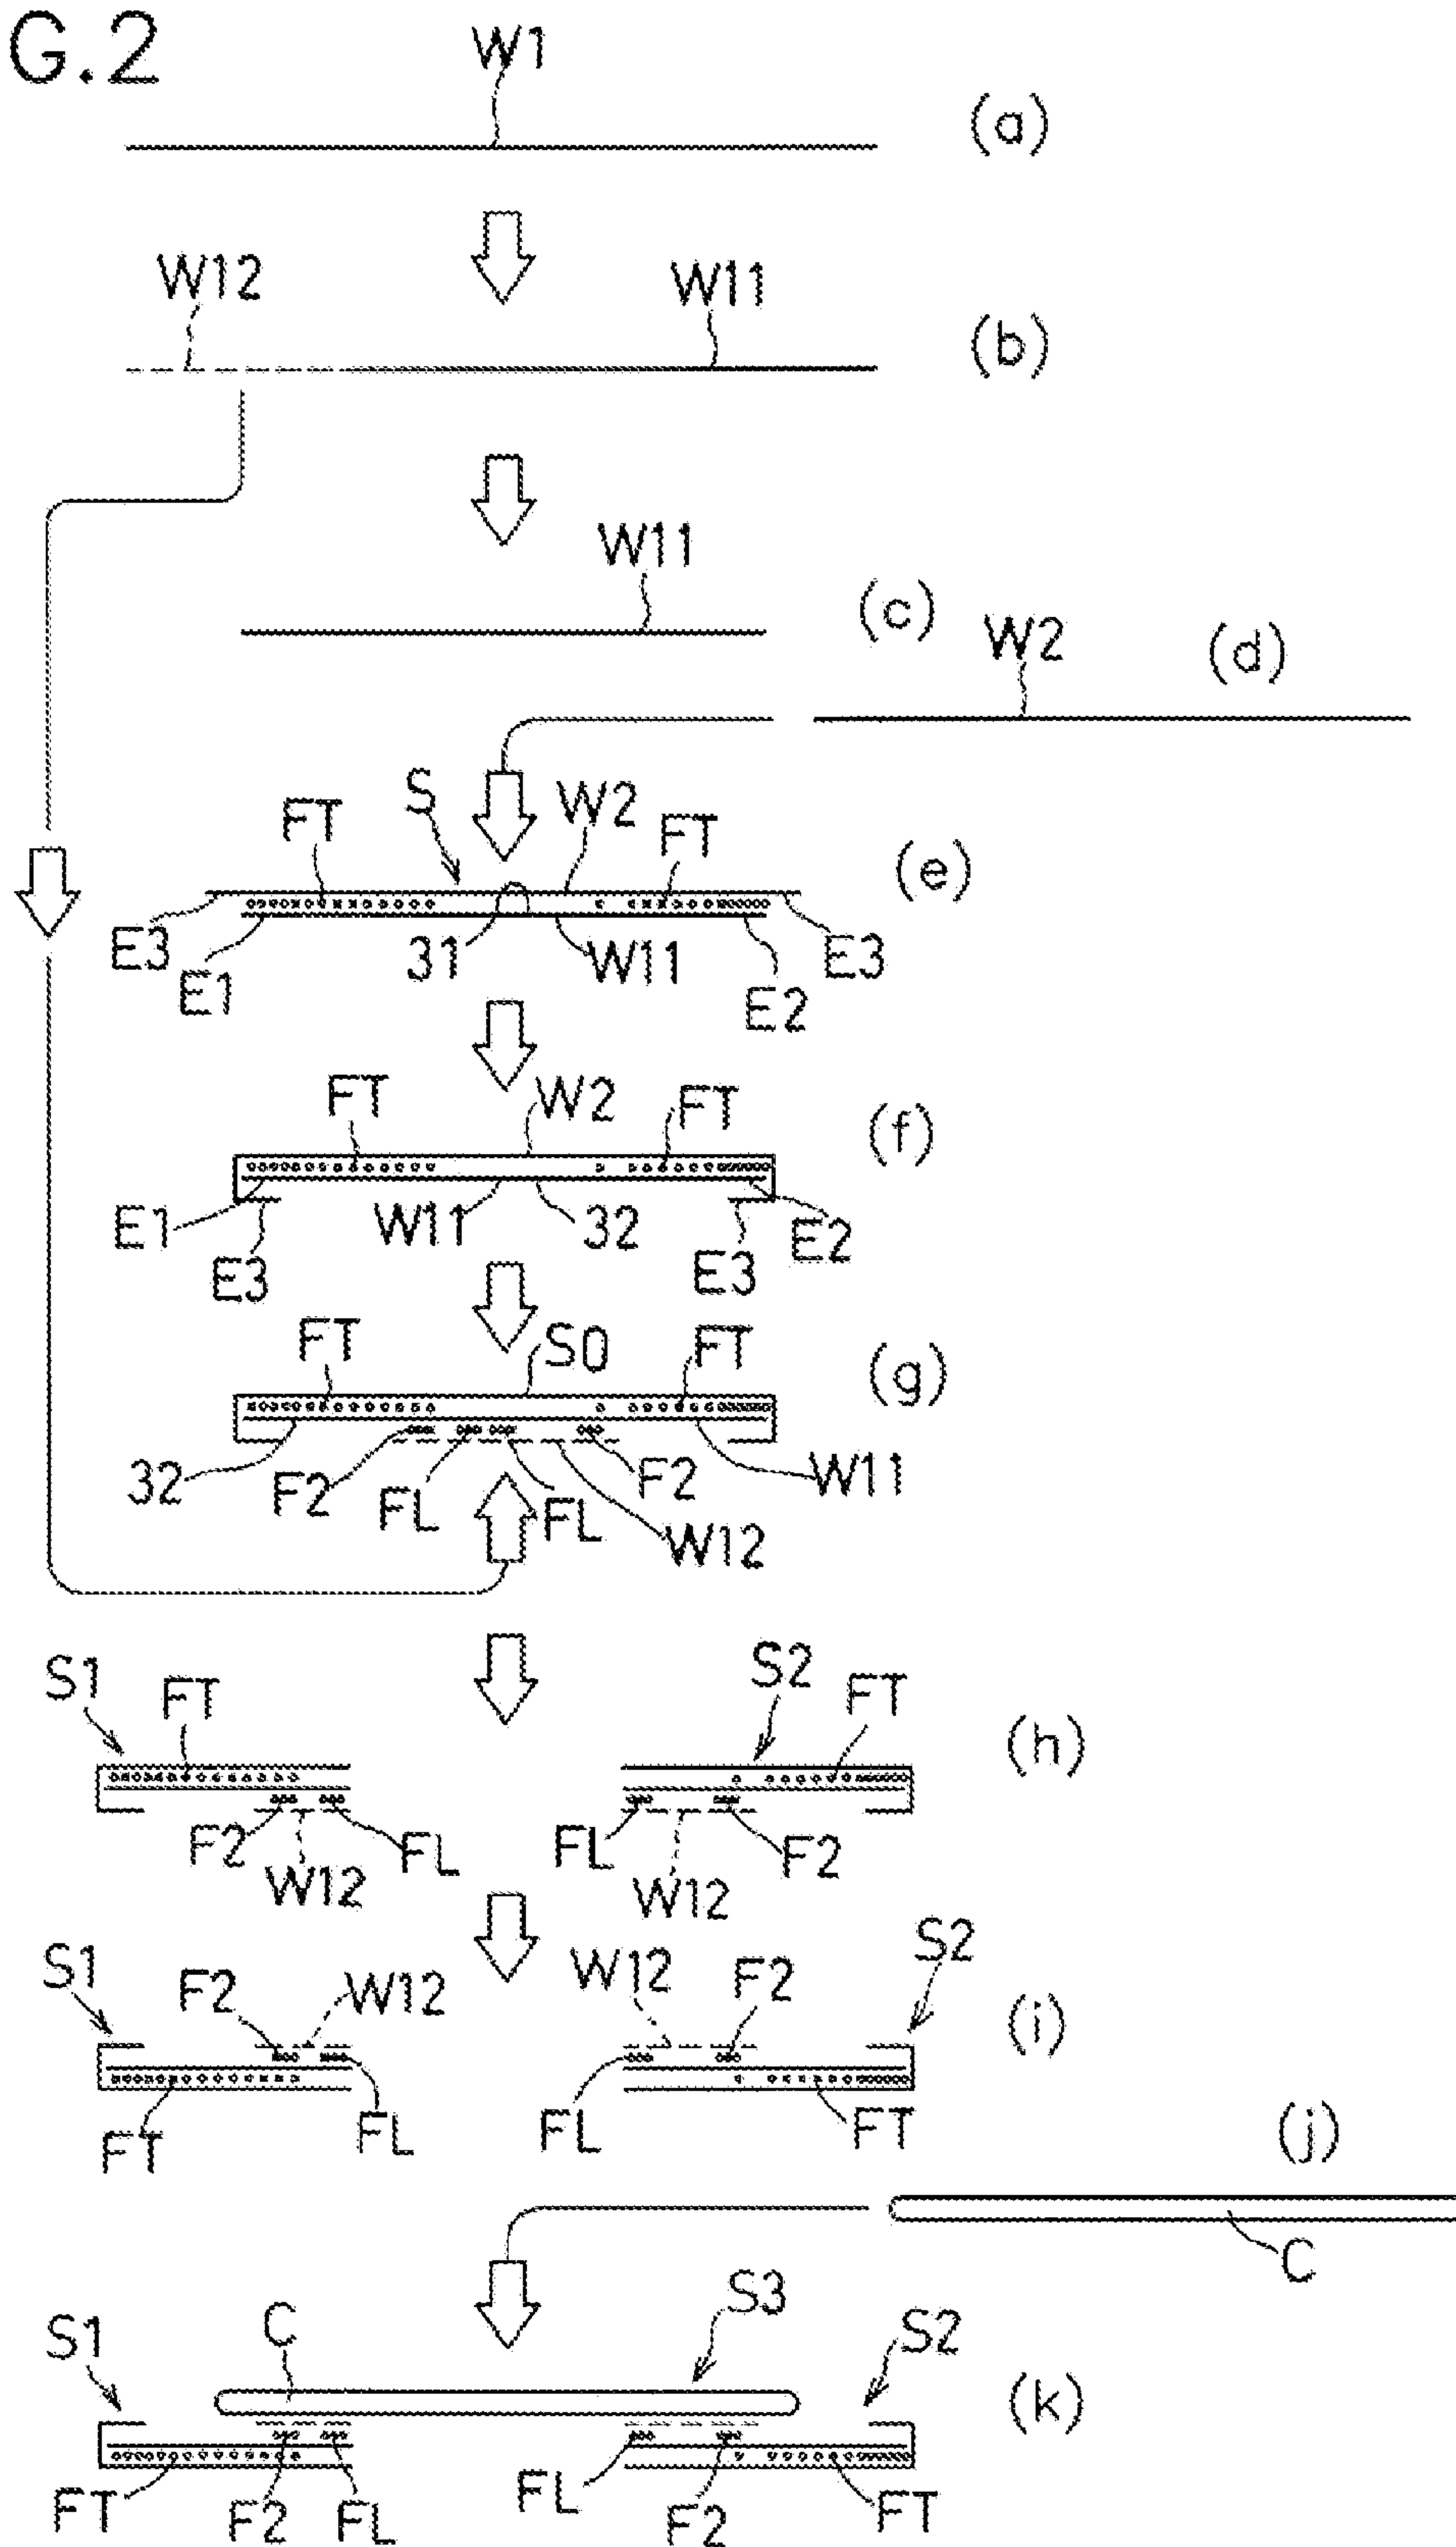 G.2
W1
(a)
W12 W11
(b)
W11
(c)
W2 (d)
S
FT W2 FT
(e)
E3 E1 31 W11 E2 E3
FT W2 FT
(f)
E1 E3 W11 32 E3 E2
FT S0 FT
(g)
32 F2 FL FL F2 W12 W11
S1 FT S2 FT
(h)
F2 W12 FL FL W12 F2
S1 F2 W12 W12 F2 S2
(i)
FT FL FL FT
(j)
C
S1 C S3 S2
(k)
FT F2 FL FL F2 FT